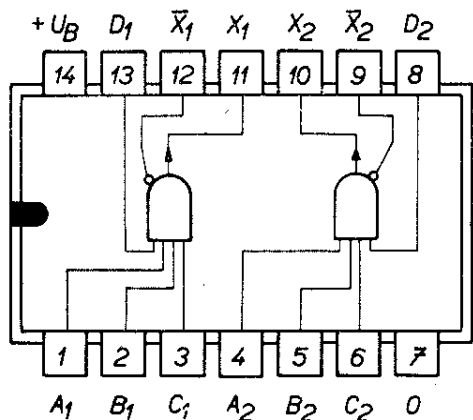 +U_B D₁ X̄₁ X₁ X₂ X̄₂ D₂
14 13 12 11 10 9 8
1 2 3 4 5 6 7
A₁ B₁ C₁ A₂ B₂ C₂ 0